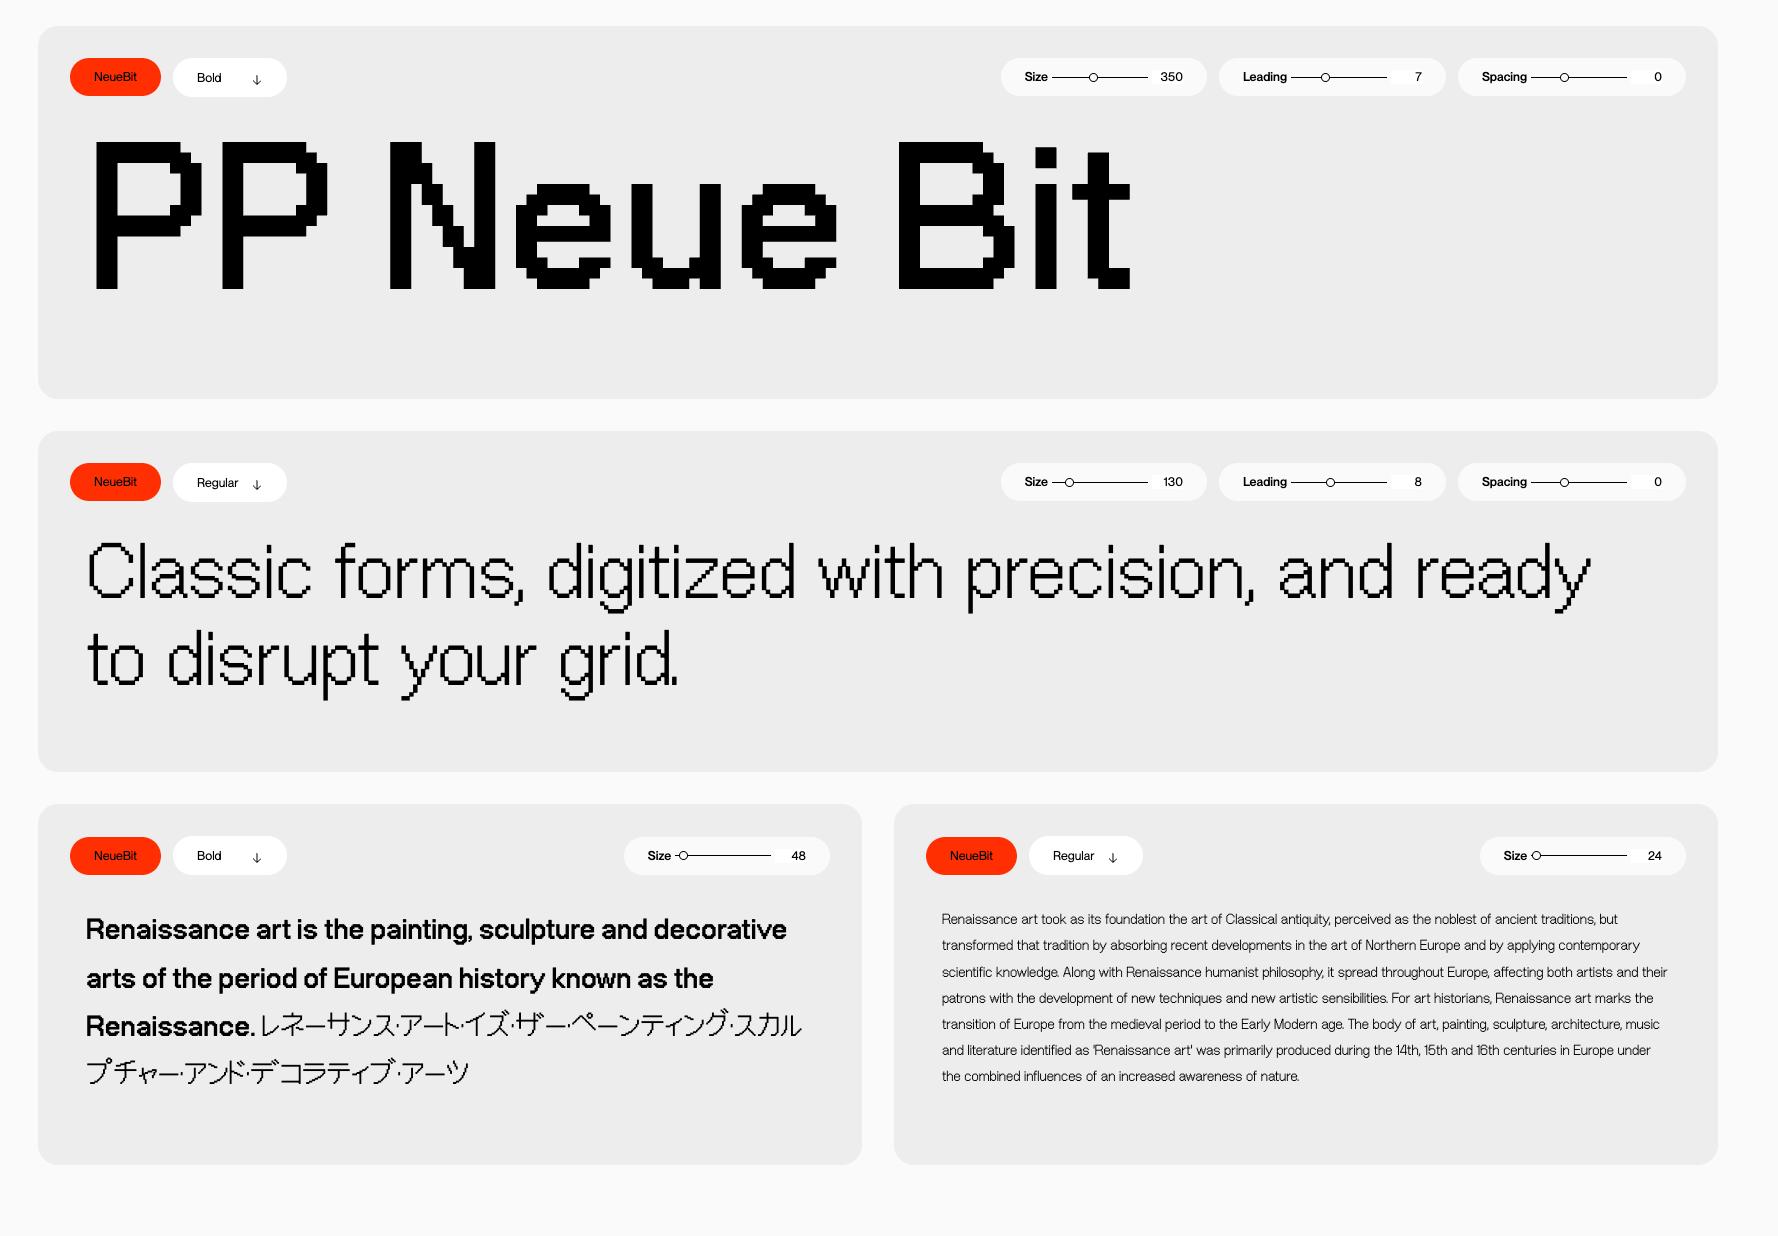 NeueBit Bold ↓ Size 350 Leading 7 Spacing 0
PP Neue Bit
NeueBit Regular ↓ Size 130 Leading 8 Spacing 0
Classic forms, digitized with precision, and ready
to disrupt your grid.
NeueBit Bold ↓ Size 48
Renaissance art is the painting, sculpture and decorative
arts of the period of European history known as the
Renaissance. レネーサンス·アート·イズ·ザー·ペーンティング·スカル
プチャー·アンド·デコラティブ·アーツ
NeueBit Regular ↓ Size 24
Renaissance art took as its foundation the art of Classical antiquity, perceived as the noblest of ancient traditions, but
transformed that tradition by absorbing recent developments in the art of Northern Europe and by applying contemporary
scientific knowledge. Along with Renaissance humanist philosophy, it spread throughout Europe, affecting both artists and their
patrons with the development of new techniques and new artistic sensibilities. For art historians, Renaissance art marks the
transition of Europe from the medieval period to the Early Modern age. The body of art, painting, sculpture, architecture, music
and literature identified as 'Renaissance art' was primarily produced during the 14th, 15th and 16th centuries in Europe under
the combined influences of an increased awareness of nature.